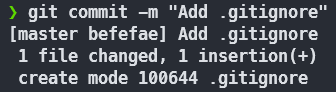 ❯ git commit -m "Add .gitignore"
[master befefae] Add .gitignore
 1 file changed, 1 insertion(+)
 create mode 100644 .gitignore